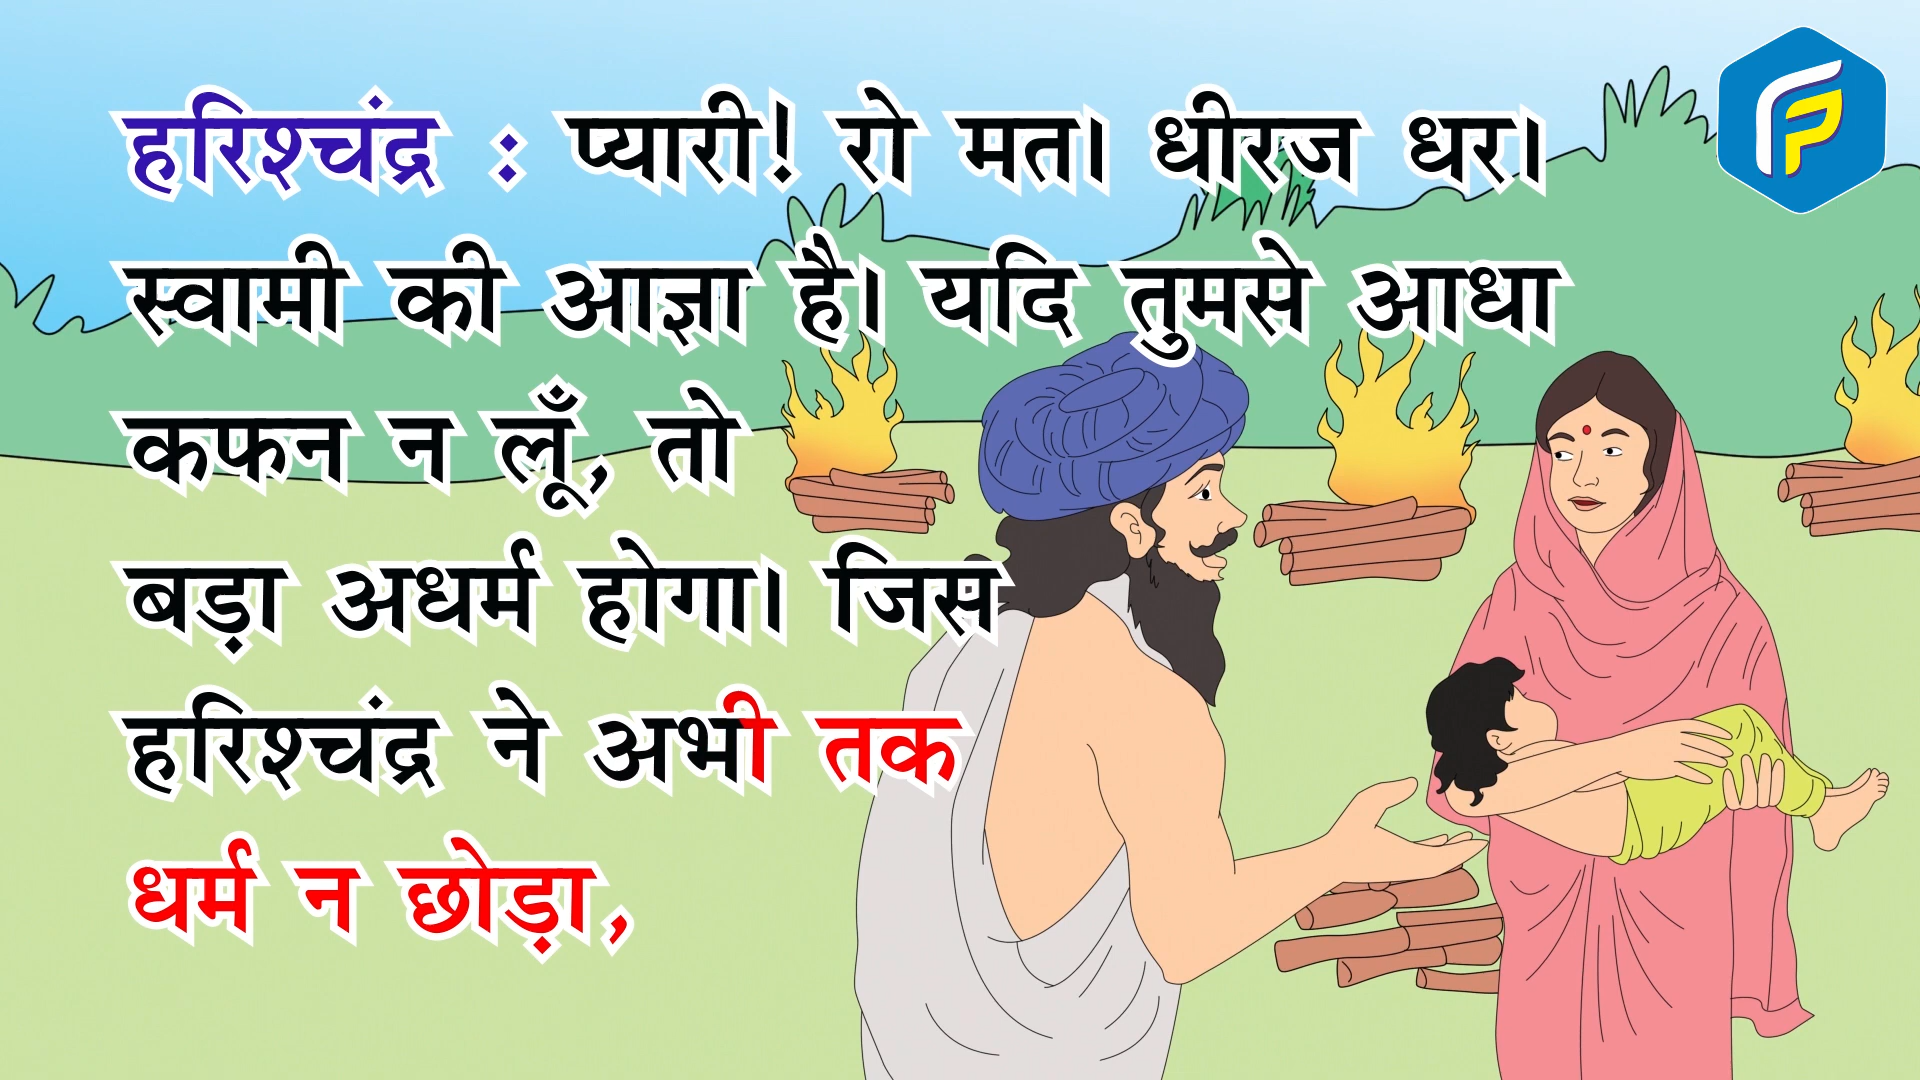 हरिश्चंद्र : प्यारी! रो मत। धीरज धर।
स्वामी की आज्ञा है। यदि तुमसे आधा
कफन न लूँ, तो
बड़ा अधर्म होगा। जिस
हरिश्चंद्र ने अभी तक
धर्म न छोड़ा,